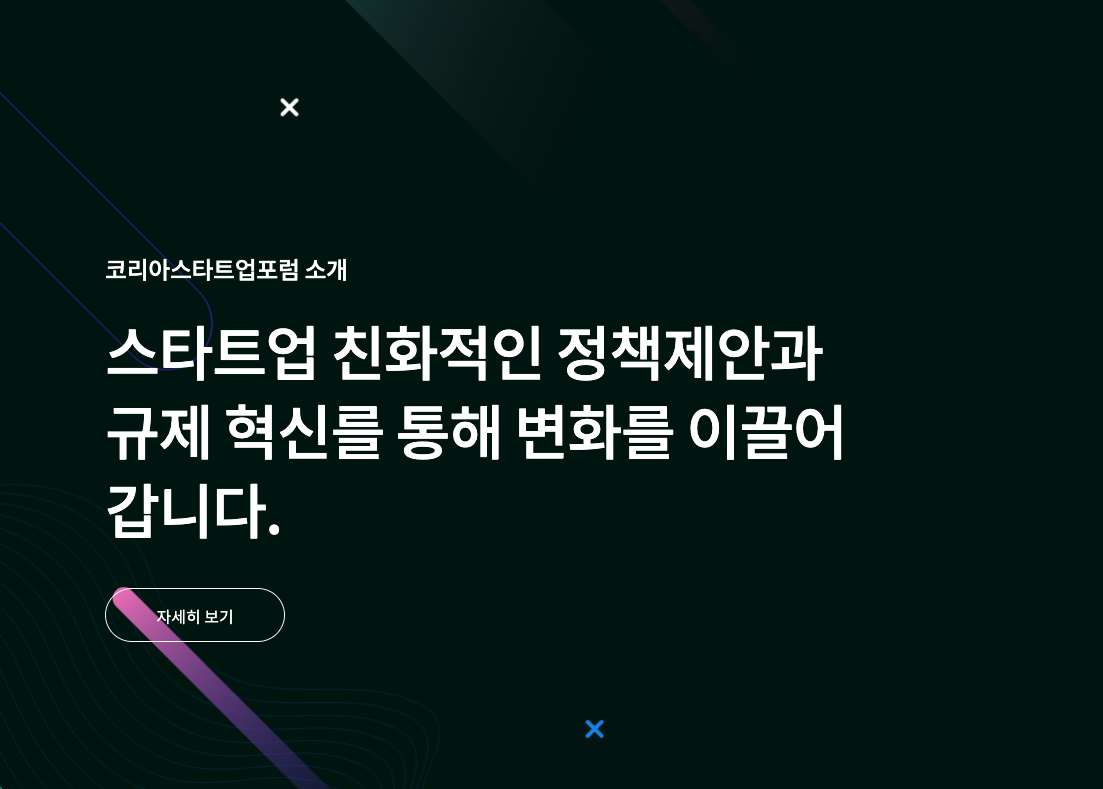 코리아스타트업포럼 소개
스타트업 친화적인 정책제안과
규제 혁신를 통해 변화를 이끌어
갑니다.
자세히 보기